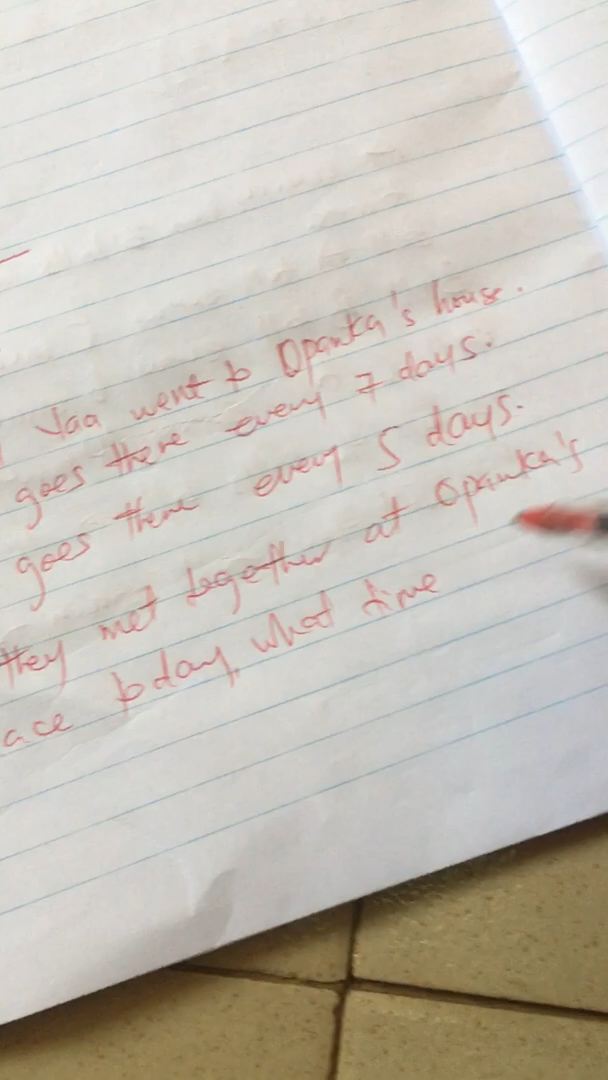 Yaa went to Opanka's house.
goes there every 7 days.
goes there every 5 days.
they met together at Opanka's
ace today, what time